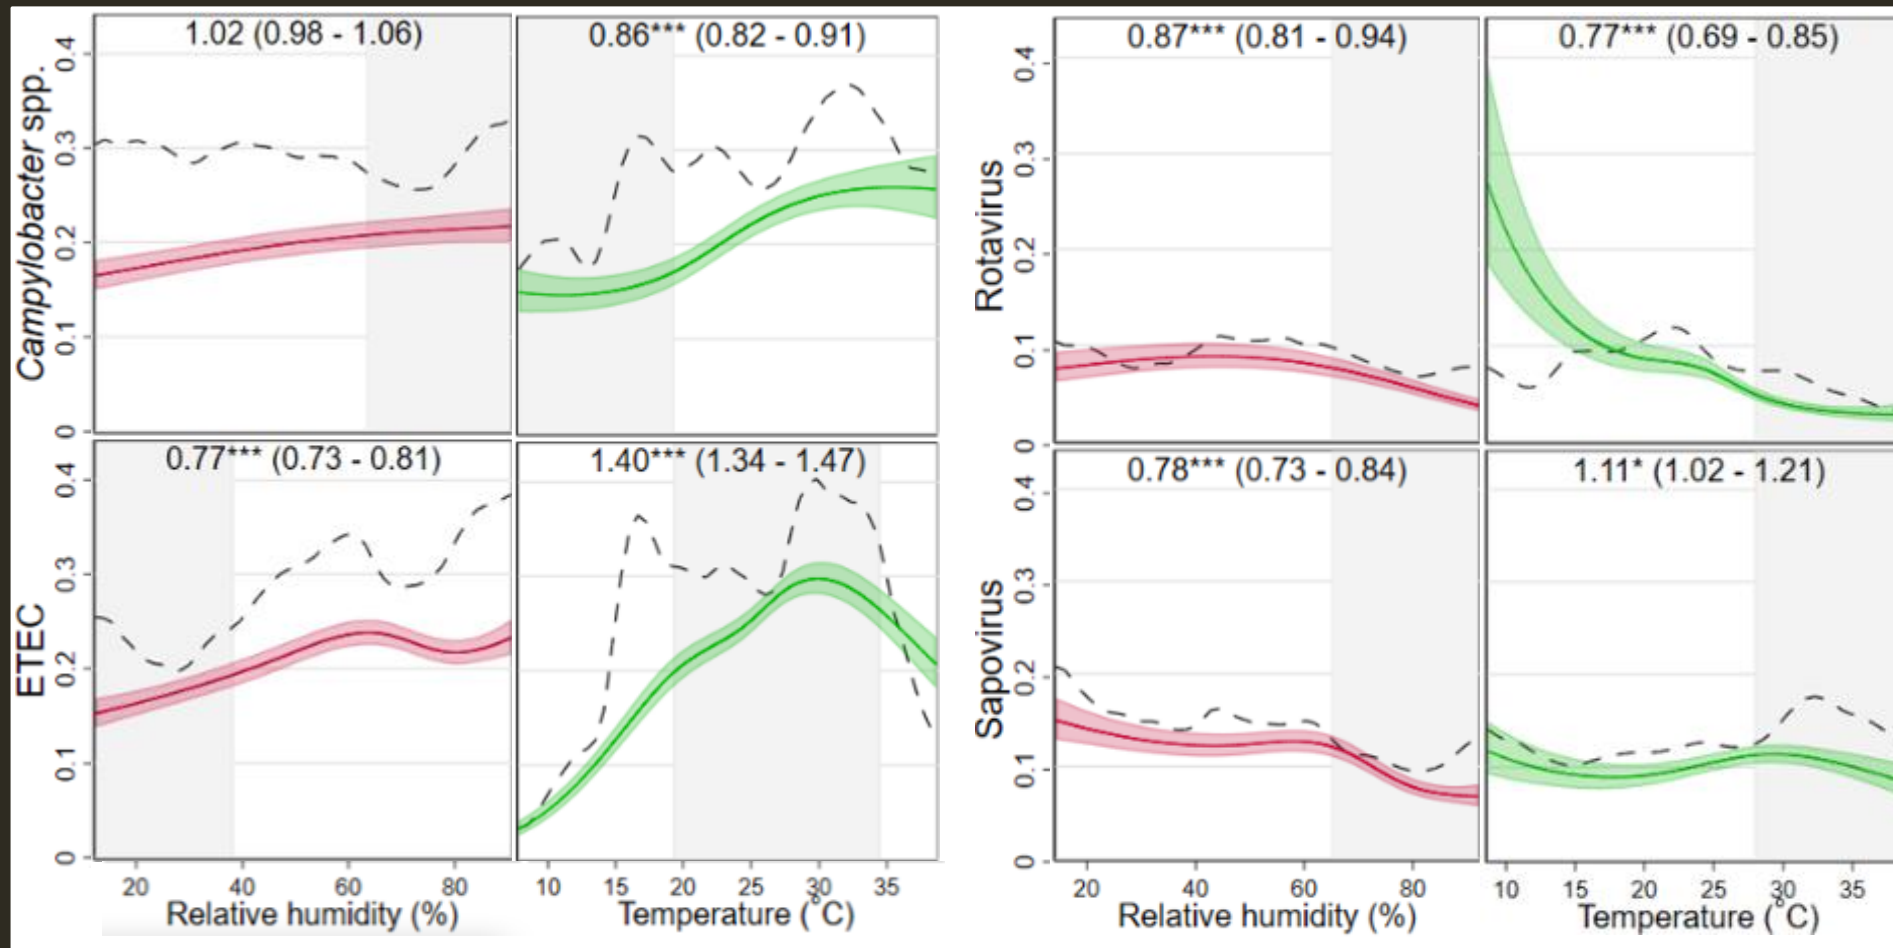 1.02 (0.98 - 1.06)
0.86*** (0.82 - 0.91)
Campylobacter spp.
0.4
0.3
0.2
0.1
0
0.77*** (0.73 - 0.81)
1.40*** (1.34 - 1.47)
ETEC
0.4
0.3
0.2
0.1
0
20 40 60 80
10 15 20 25 30 35
Relative humidity (%)
Temperature (°C)
0.87*** (0.81 - 0.94)
0.77*** (0.69 - 0.85)
Rotavirus
0.4
0.3
0.2
0.1
0
0.78*** (0.73 - 0.84)
1.11* (1.02 - 1.21)
Sapovirus
0.4
0.3
0.2
0.1
0
20 40 60 80
10 15 20 25 30 35
Relative humidity (%)
Temperature (°C)